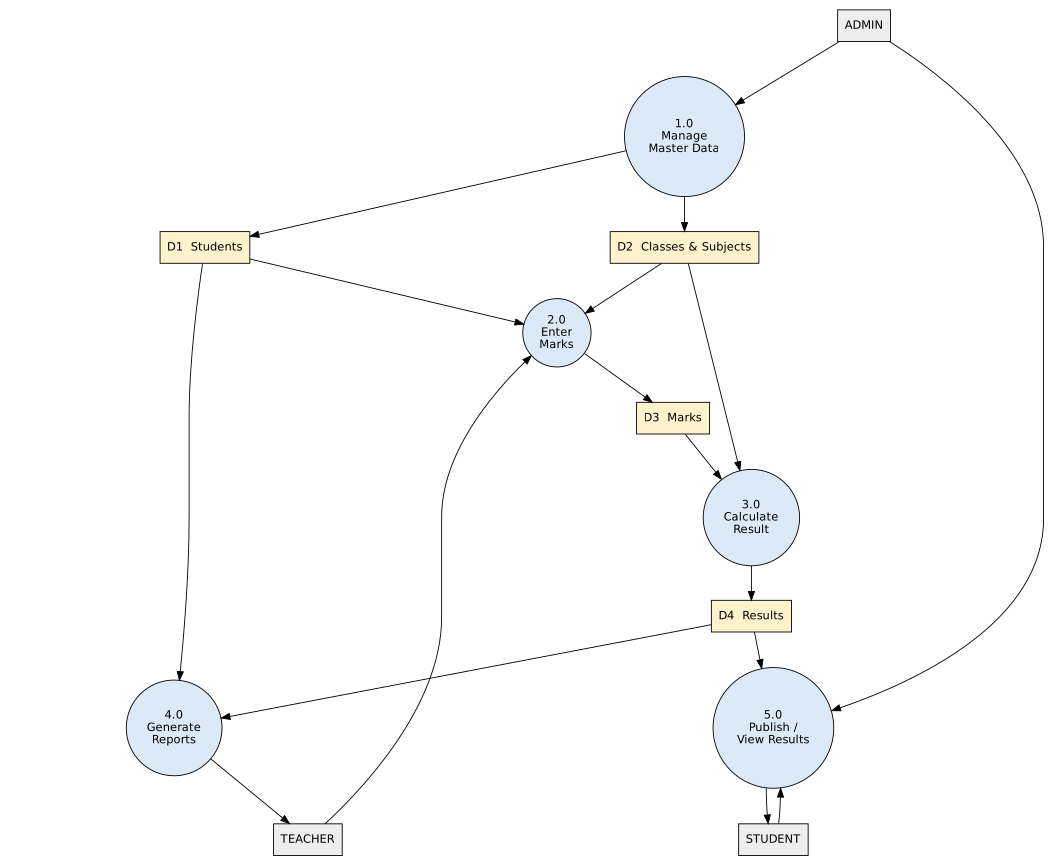 ADMIN
1.0
Manage
Master Data
D1 Students
D2 Classes & Subjects
2.0
Enter
Marks
D3 Marks
3.0
Calculate
Result
D4 Results
4.0
Generate
Reports
5.0
Publish /
View Results
TEACHER
STUDENT